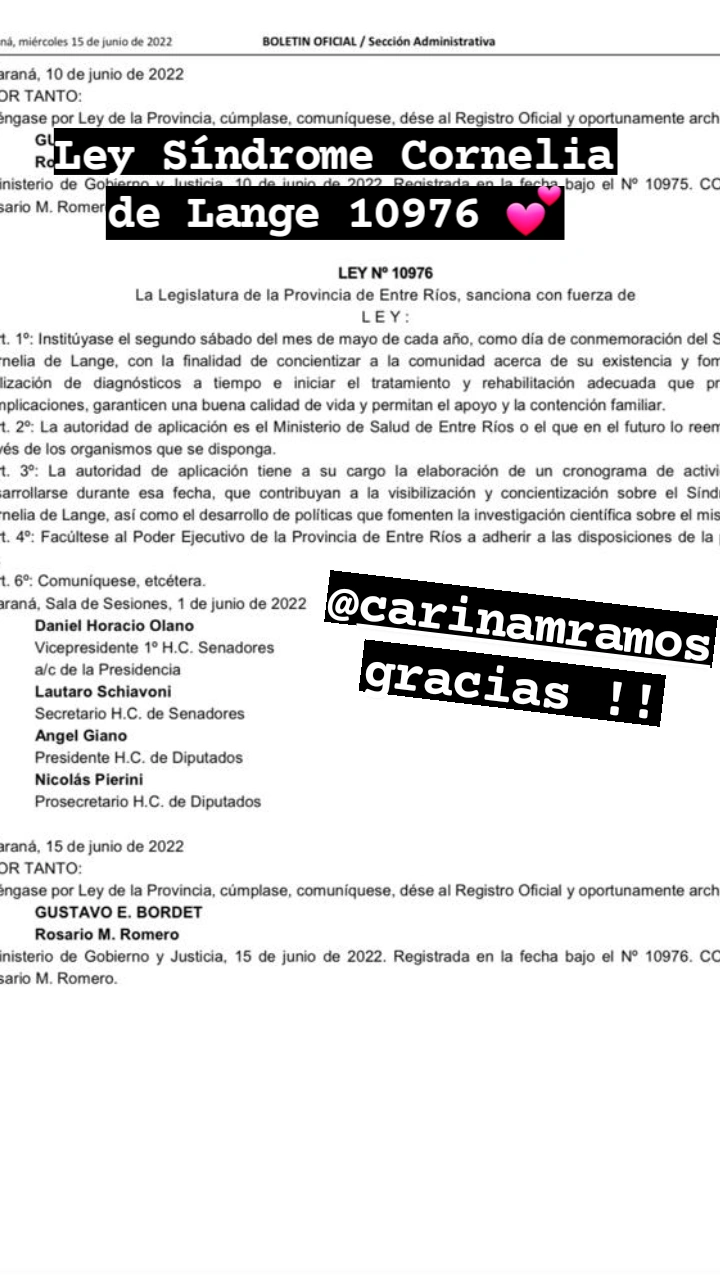 ná, miércoles 15 de junio de 2022 BOLETIN OFICIAL / Sección Administrativa
araná, 10 de junio de 2022
OR TANTO:
éngase por Ley de la Provincia, cúmplase, comuníquese, dése al Registro Oficial y oportunamente arch
GU
Ro
Ley Síndrome Cornelia
inisterio de Gobierno y Justicia, 10 de junio de 2022. Registrada en la fecha bajo el Nº 10975. CO
sario M. Romer
de Lange 10976 💕
LEY Nº 10976
La Legislatura de la Provincia de Entre Ríos, sanciona con fuerza de
L E Y :
t. 1º: Institúyase el segundo sábado del mes de mayo de cada año, como día de conmemoración del S
rnelia de Lange, con la finalidad de concientizar a la comunidad acerca de su existencia y fom
lización de diagnósticos a tiempo e iniciar el tratamiento y rehabilitación adecuada que pr
mplicaciones, garanticen una buena calidad de vida y permitan el apoyo y la contención familiar.
t. 2º: La autoridad de aplicación es el Ministerio de Salud de Entre Ríos o el que en el futuro lo reem
vés de los organismos que se disponga.
t. 3º: La autoridad de aplicación tiene a su cargo la elaboración de un cronograma de activi
sarrollarse durante esa fecha, que contribuyan a la visibilización y concientización sobre el Sínd
rnelia de Lange, así como el desarrollo de políticas que fomenten la investigación científica sobre el mis
t. 4º: Facúltese al Poder Ejecutivo de la Provincia de Entre Ríos a adherir a las disposiciones de la
t. 6º: Comuníquese, etcétera.
araná, Sala de Sesiones, 1 de junio de 2022
Daniel Horacio Olano
Vicepresidente 1º H.C. Senadores
a/c de la Presidencia
Lautaro Schiavoni
Secretario H.C. de Senadores
Angel Giano
Presidente H.C. de Diputados
Nicolás Pierini
Prosecretario H.C. de Diputados
@carinamramos
gracias !!
araná, 15 de junio de 2022
OR TANTO:
éngase por Ley de la Provincia, cúmplase, comuníquese, dése al Registro Oficial y oportunamente arch
GUSTAVO E. BORDET
Rosario M. Romero
inisterio de Gobierno y Justicia, 15 de junio de 2022. Registrada en la fecha bajo el Nº 10976. CO
sario M. Romero.